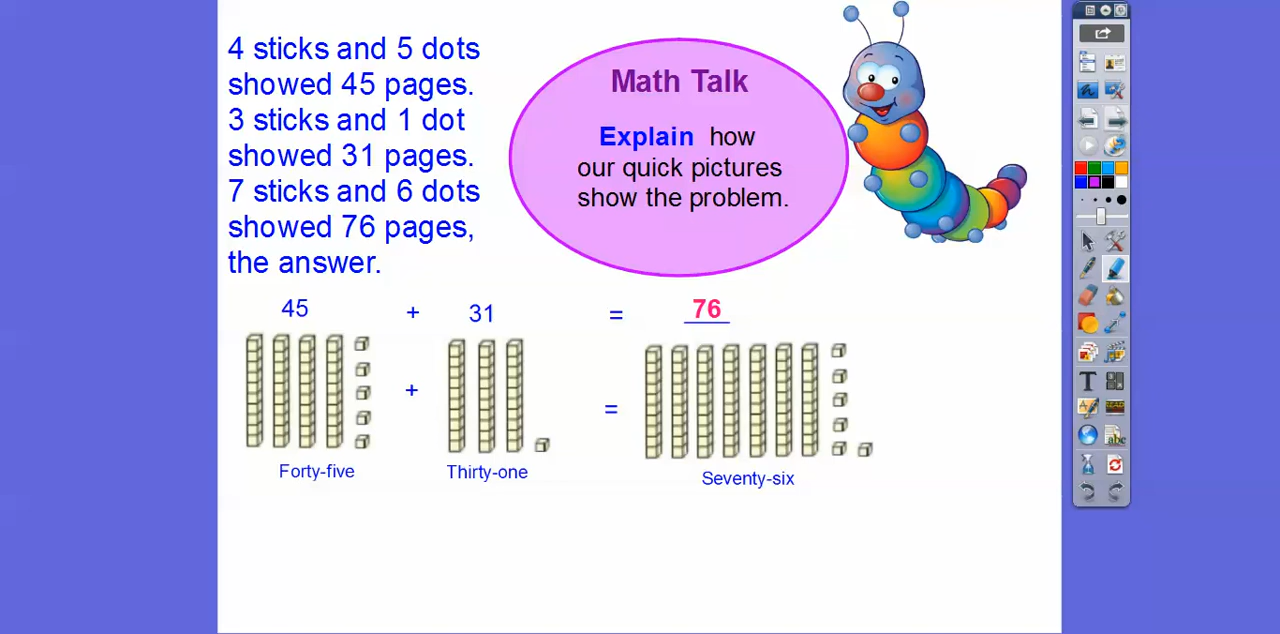 4 sticks and 5 dots
showed 45 pages.
3 sticks and 1 dot
showed 31 pages.
7 sticks and 6 dots
showed 76 pages,
the answer.
Math Talk
Explain how
our quick pictures
show the problem.
45 + 31 = 76
+ =
Forty-five Thirty-one Seventy-six
T
abc